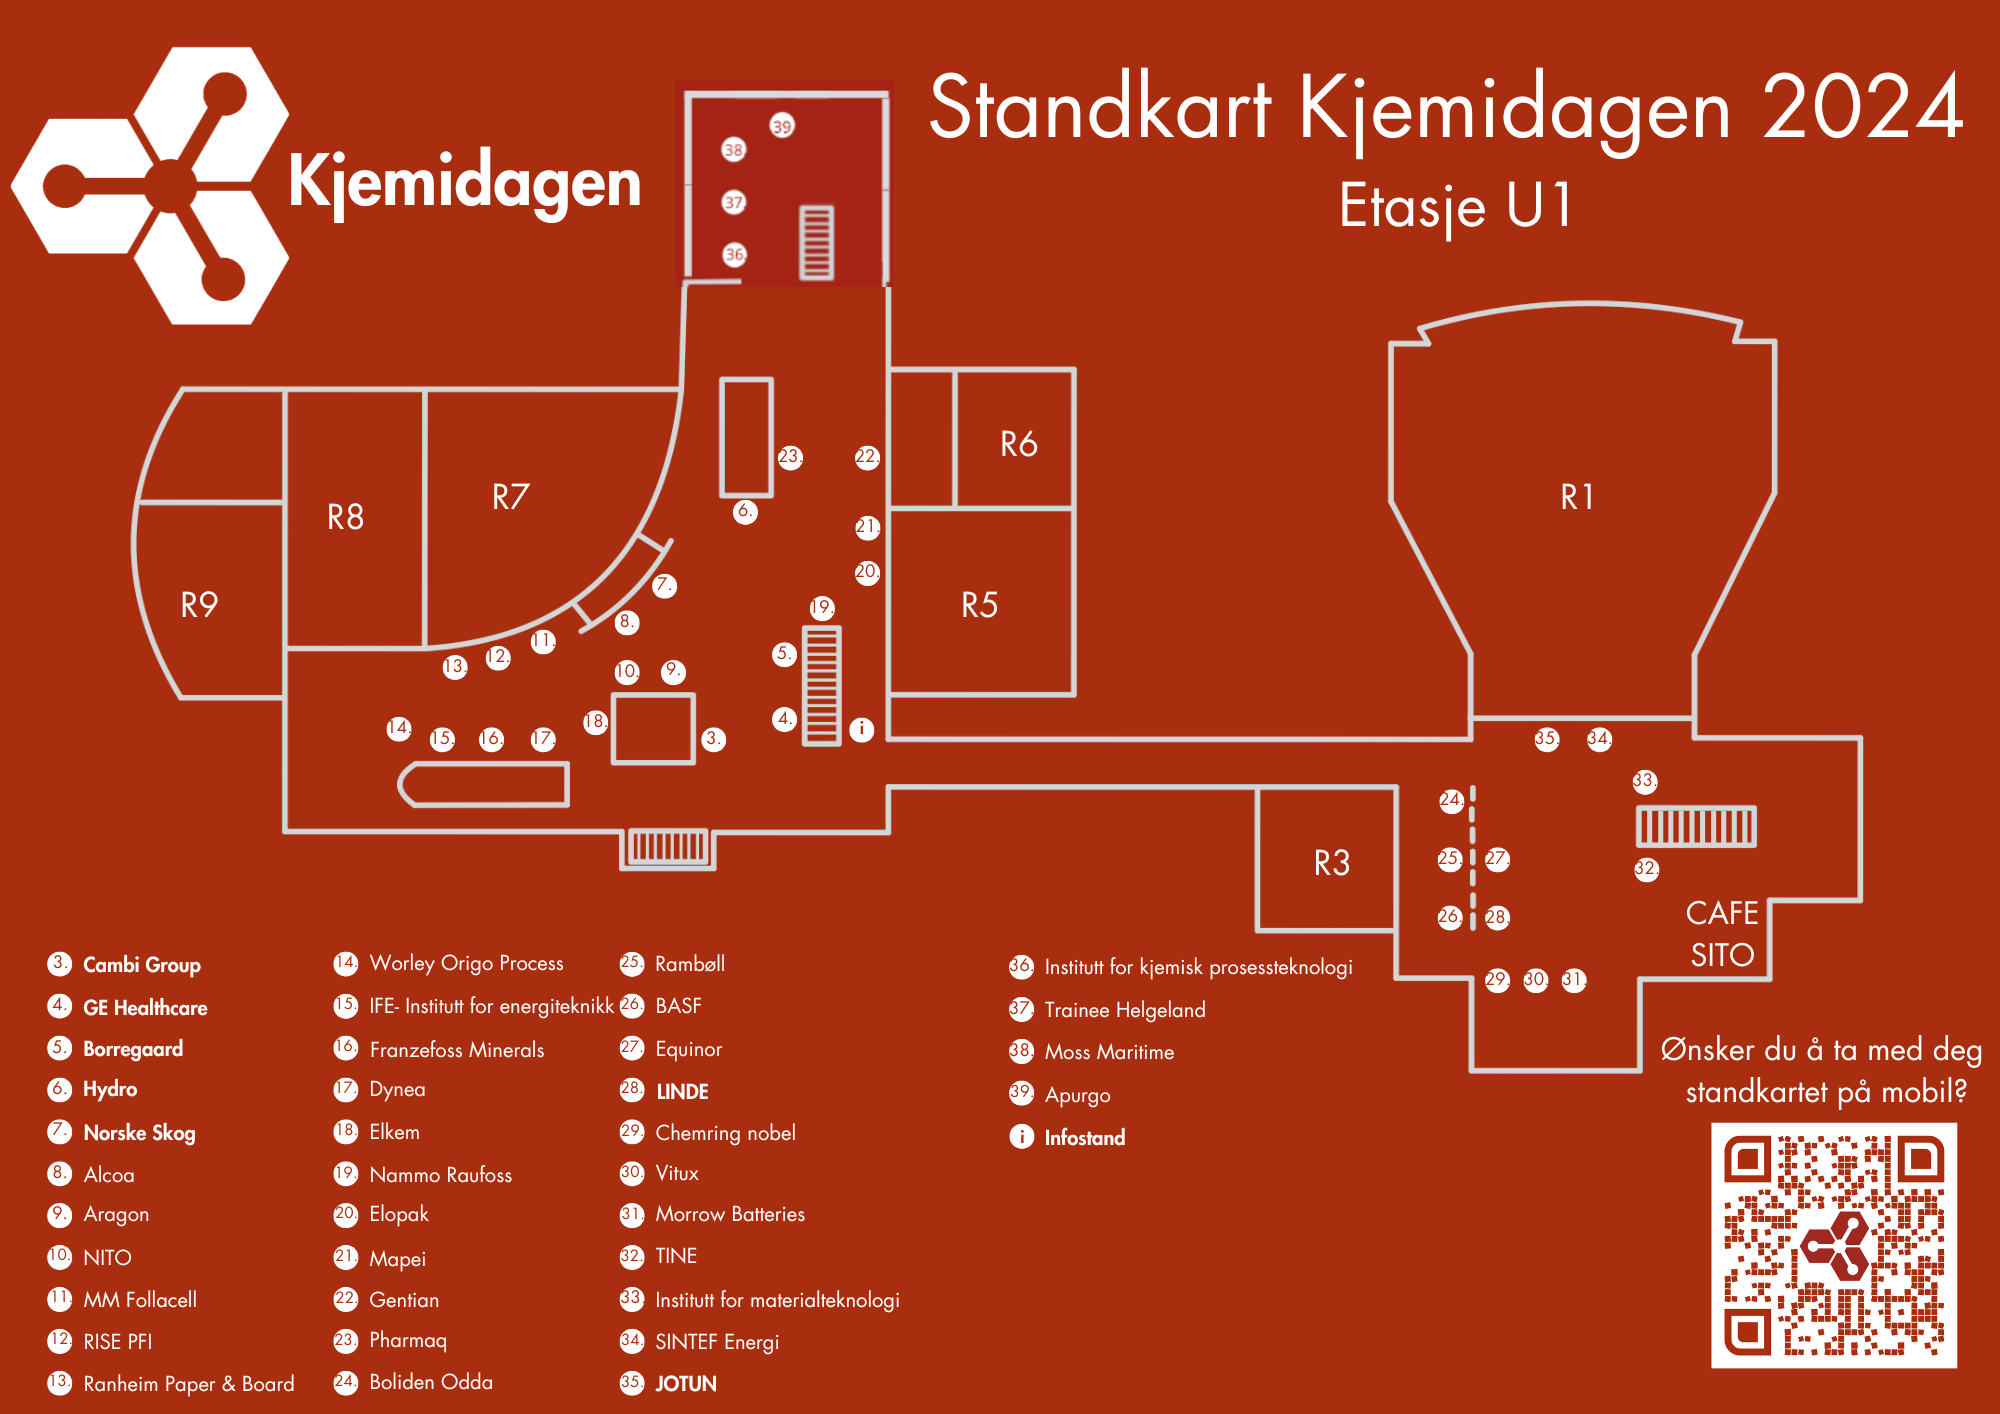 Kjemidagen
Standkart Kjemidagen 2024
Etasje U1
39
38
37.
36.
R6
R1
R7
R8
R9
R5
R3
23.
22.
6.
21.
20.
7.
19.
8.
11.
12.
13.
10.
9.
5.
14.
15.
16.
17.
18.
3.
4.
i
35.
34.
33.
24.
25.
27.
32.
26.
28.
29.
30.
31.
CAFE
SITO
3. Cambi Group
4. GE Healthcare
5. Borregaard
6. Hydro
7. Norske Skog
8. Alcoa
9. Aragon
10. NITO
11. MM Follacell
12. RISE PFI
13. Ranheim Paper & Board
14. Worley Origo Process
15. IFE- Institutt for energiteknikk
16. Franzefoss Minerals
17. Dynea
18. Elkem
19. Nammo Raufoss
20. Elopak
21. Mapei
22. Gentian
23. Pharmaq
24. Boliden Odda
25. Rambøll
26. BASF
27. Equinor
28. LINDE
29. Chemring nobel
30. Vitux
31. Morrow Batteries
32. TINE
33. Institutt for materialteknologi
34. SINTEF Energi
35. JOTUN
36. Institutt for kjemisk prosessteknologi
37. Trainee Helgeland
38. Moss Maritime
39. Apurgo
i Infostand
Ønsker du å ta med deg
standkartet på mobil?